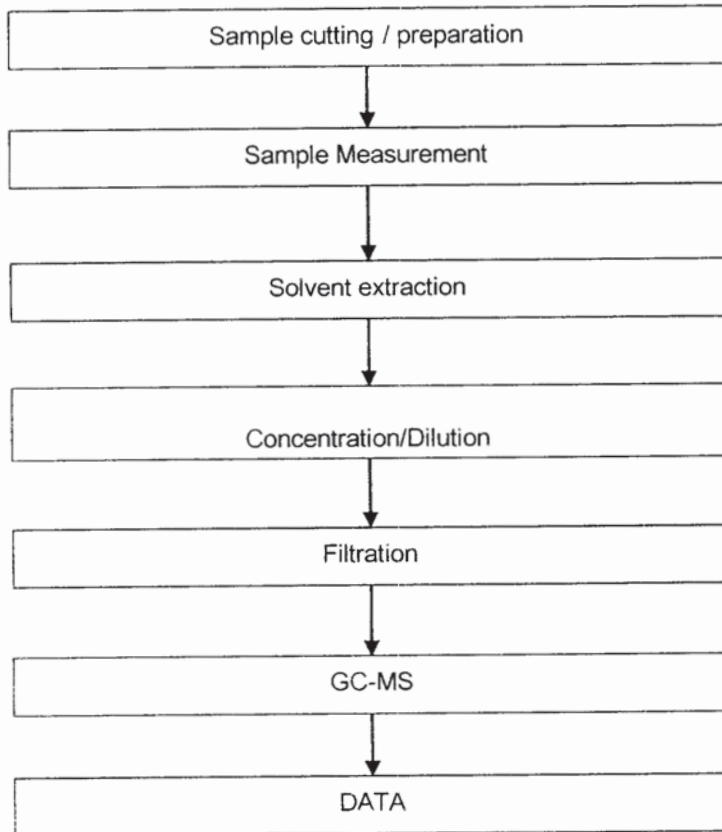 Sample cutting / preparation
Sample Measurement
Solvent extraction
Concentration/Dilution
Filtration
GC-MS
DATA